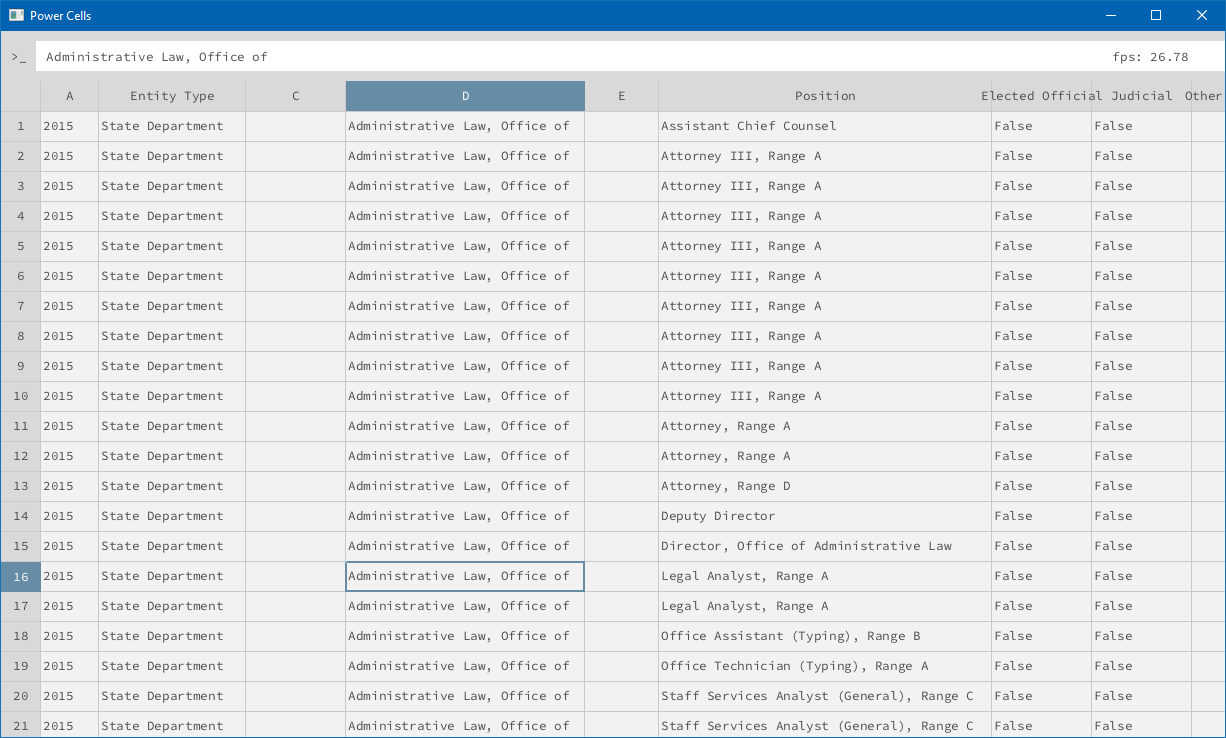 Power Cells
>_ Administrative Law, Office of fps: 26.78
A Entity Type C D E Position Elected Official Judicial Other
1 2015 State Department Administrative Law, Office of Assistant Chief Counsel False False
2 2015 State Department Administrative Law, Office of Attorney III, Range A False False
3 2015 State Department Administrative Law, Office of Attorney III, Range A False False
4 2015 State Department Administrative Law, Office of Attorney III, Range A False False
5 2015 State Department Administrative Law, Office of Attorney III, Range A False False
6 2015 State Department Administrative Law, Office of Attorney III, Range A False False
7 2015 State Department Administrative Law, Office of Attorney III, Range A False False
8 2015 State Department Administrative Law, Office of Attorney III, Range A False False
9 2015 State Department Administrative Law, Office of Attorney III, Range A False False
10 2015 State Department Administrative Law, Office of Attorney III, Range A False False
11 2015 State Department Administrative Law, Office of Attorney, Range A False False
12 2015 State Department Administrative Law, Office of Attorney, Range A False False
13 2015 State Department Administrative Law, Office of Attorney, Range D False False
14 2015 State Department Administrative Law, Office of Deputy Director False False
15 2015 State Department Administrative Law, Office of Director, Office of Administrative Law False False
16 2015 State Department Administrative Law, Office of Legal Analyst, Range A False False
17 2015 State Department Administrative Law, Office of Legal Analyst, Range A False False
18 2015 State Department Administrative Law, Office of Office Assistant (Typing), Range B False False
19 2015 State Department Administrative Law, Office of Office Technician (Typing), Range A False False
20 2015 State Department Administrative Law, Office of Staff Services Analyst (General), Range C False False
21 2015 State Department Administrative Law, Office of Staff Services Analyst (General), Range C False False